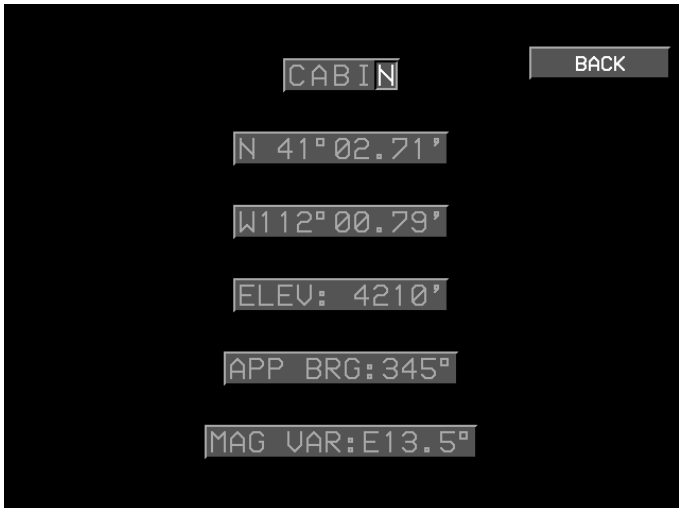 CABIN
BACK
N 41°02.71'
W112°00.79'
ELEV: 4210'
APP BRG:345°
MAG VAR:E13.5°